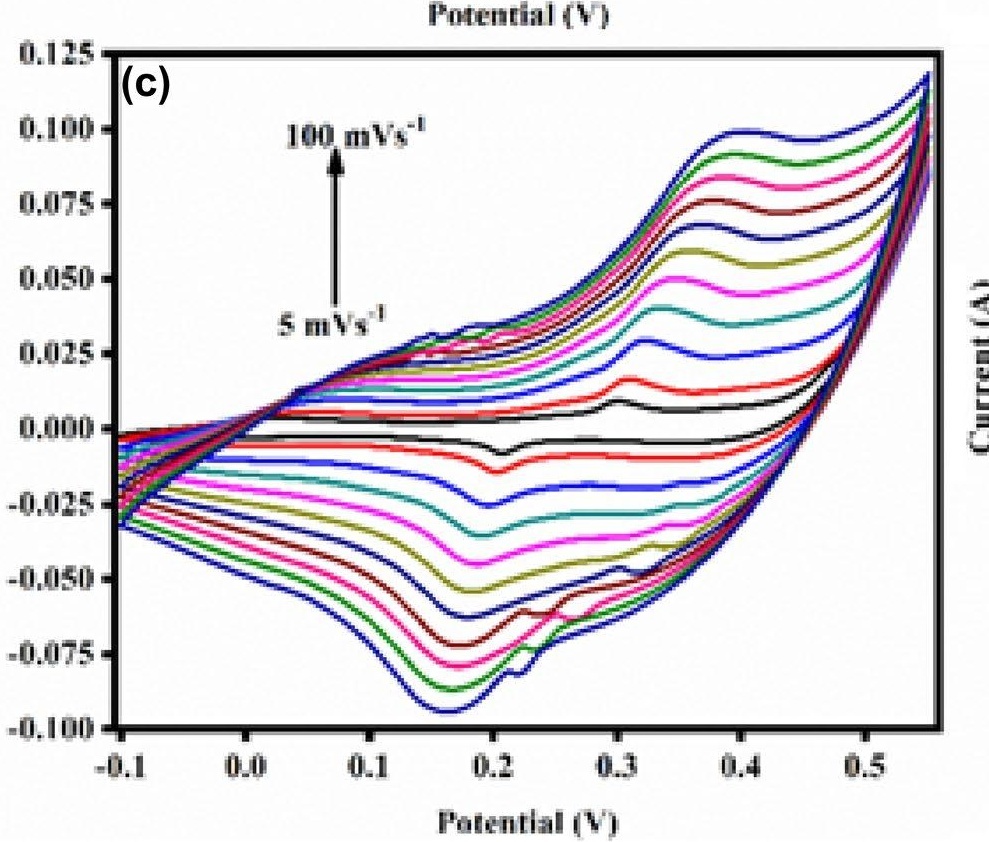 Potential (V)
(c)
0.125
0.100
0.075
0.050
0.025
0.000
-0.025
-0.050
-0.075
-0.100
100 mVs⁻¹
5 mVs⁻¹
-0.1 0.0 0.1 0.2 0.3 0.4 0.5
Potential (V)
Current (A)